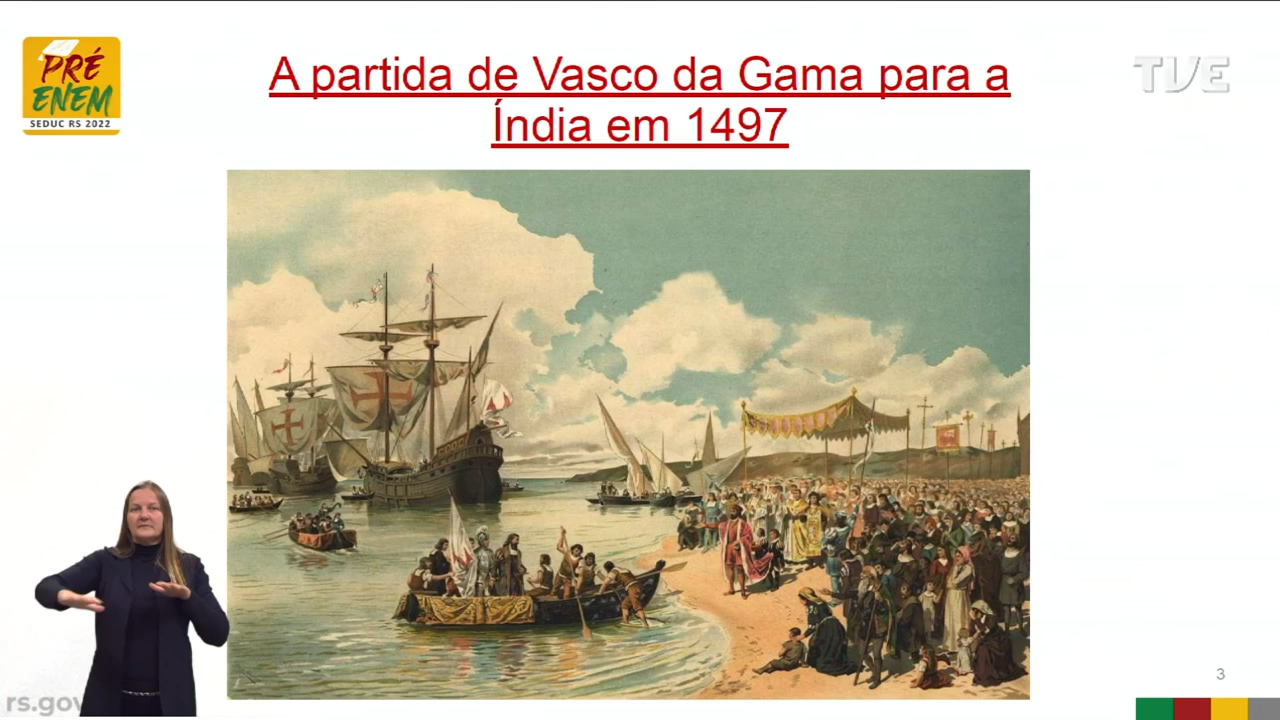 PRÉ
ENEM
SEDUC RS 2022
A partida de Vasco da Gama para a
Índia em 1497
TVE
3
rs.gov